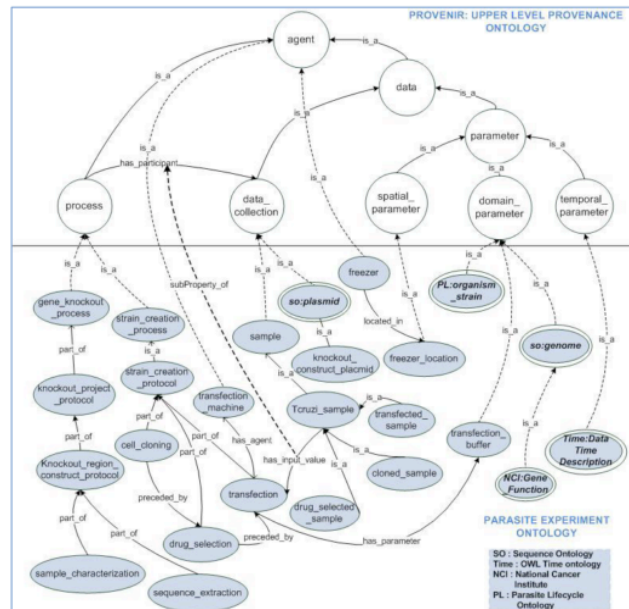 PROVENIR: UPPER LEVEL PROVENANCE
ONTOLOGY
agent
is_a
data
is_a
is_a
is_a
is_a
is_a
parameter
has_participant
is_a
is_a
is_a
is_a
process
data_
collection
spatial_
parameter
domain_
parameter
temporal_
parameter
is_a
is_a
is_a
is_a
is_a
is_a
is_a
is_a
freezer
PL:organism
_strain
gene_knockout
_process
strain_creation
_process
subProperty_of
so:plasmid
located_in
so:genome
sample
is_a
part_of
is_a
knockout_
construct_placmid
freezer_location
is_a
knockout_project
_protocol
strain_creation
_protocol
transfection
_machine
is_a
Tcruzi_sample
is_a
transfected_
sample
transfection_
buffer
is_a
Time:Data
Time
Description
part_of
part_of
part_of
part_of
cell_cloning
has_agent
is_a
cloned_sample
NCI:Gene
_Function
Knockout_region_
construct_protocol
has_input_value
is_a
preceded_by
transfection
drug_selected
_sample
part_of
part_of
drug_selection
preceded_by
has_parameter
sample_characterization
sequence_extraction
PARASITE EXPERIMENT
ONTOLOGY
SO : Sequence Ontology
Time : OWL Time ontology
NCI : National Cancer
Institute
PL : Parasite Lifecycle
Ontology